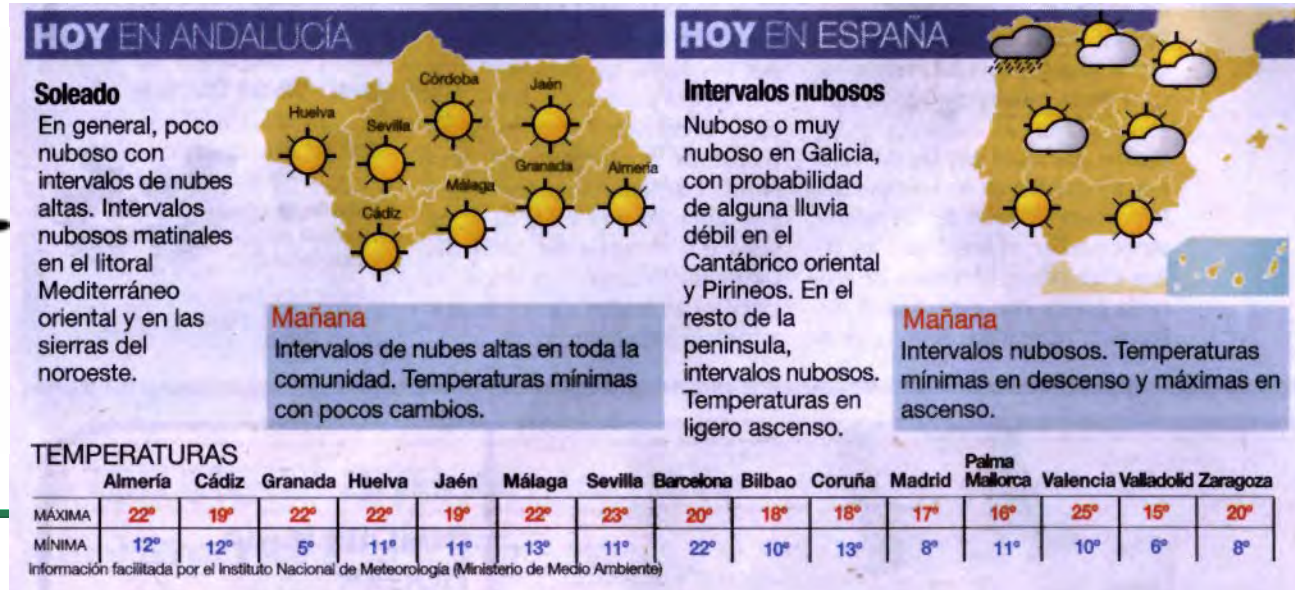 HOY EN ANDALUCÍA
Soleado
En general, poco
nuboso con
intervalos de nubes
altas. Intervalos
nubosos matinales
en el litoral
Mediterráneo
oriental y en las
sierras del
noroeste.
Huelva
Sevilla
Córdoba
Jaén
Cádiz
Málaga
Granada
Almería
Mañana
Intervalos de nubes altas en toda la
comunidad. Temperaturas mínimas
con pocos cambios.
HOY EN ESPAÑA
Intervalos nubosos
Nuboso o muy
nuboso en Galicia,
con probabilidad
de alguna lluvia
débil en el
Cantábrico oriental
y Pirineos. En el
resto de la
peninsula,
intervalos nubosos.
Temperaturas en
ligero ascenso.
Mañana
Intervalos nubosos. Temperaturas
mínimas en descenso y máximas en
ascenso.
TEMPERATURAS
Almería Cádiz Granada Huelva Jaén Málaga Sevilla Barcelona Bilbao Coruña Madrid Palma Mallorca Valencia Valladolid Zaragoza
MÁXIMA 22º 19º 22º 22º 19º 22º 23º 20º 18º 18º 17º 16º 25º 15º 20º
MÍNIMA 12º 12º 5º 11º 11º 13º 11º 22º 10º 13º 8º 11º 10º 6º 8º
Información facilitada por el Instituto Nacional de Meteorología (Ministerio de Medio Ambiente)